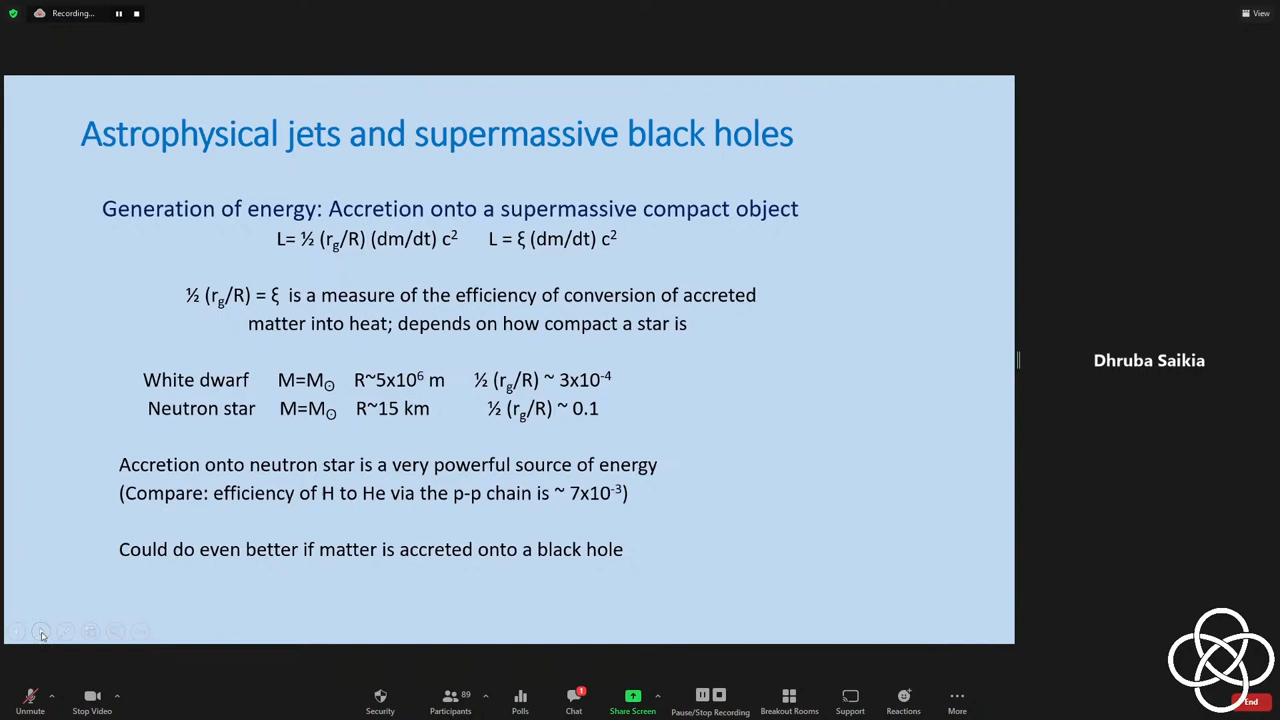 Recording...
View
Astrophysical jets and supermassive black holes
Generation of energy: Accretion onto a supermassive compact object
L= ½ (rg/R) (dm/dt) c² L = ξ (dm/dt) c²
½ (rg/R) = ξ is a measure of the efficiency of conversion of accreted
matter into heat; depends on how compact a star is
Dhruba Saikia
White dwarf M=M☉ R~5x10⁶ m ½ (rg/R) ~ 3x10⁻⁴
Neutron star M=M☉ R~15 km ½ (rg/R) ~ 0.1
Accretion onto neutron star is a very powerful source of energy
(Compare: efficiency of H to He via the p-p chain is ~ 7x10⁻³)
Could do even better if matter is accreted onto a black hole
89
1
Unmute Stop Video Security Participants Polls Chat Share Screen Pause/Stop Recording Breakout Rooms Support Reactions More End